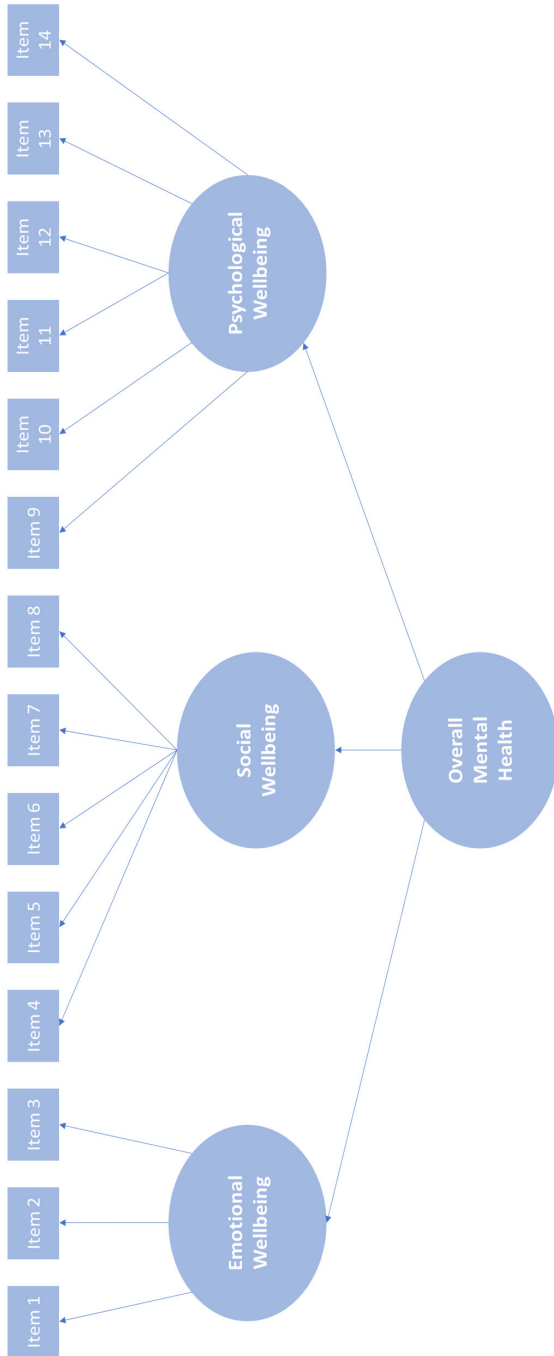 Item 1
Item 2
Item 3
Item 4
Item 5
Item 6
Item 7
Item 8
Item 9
Item
10
Item
11
Item
12
Item
13
Item
14
Emotional
Wellbeing
Social
Wellbeing
Psychological
Wellbeing
Overall
Mental
Health